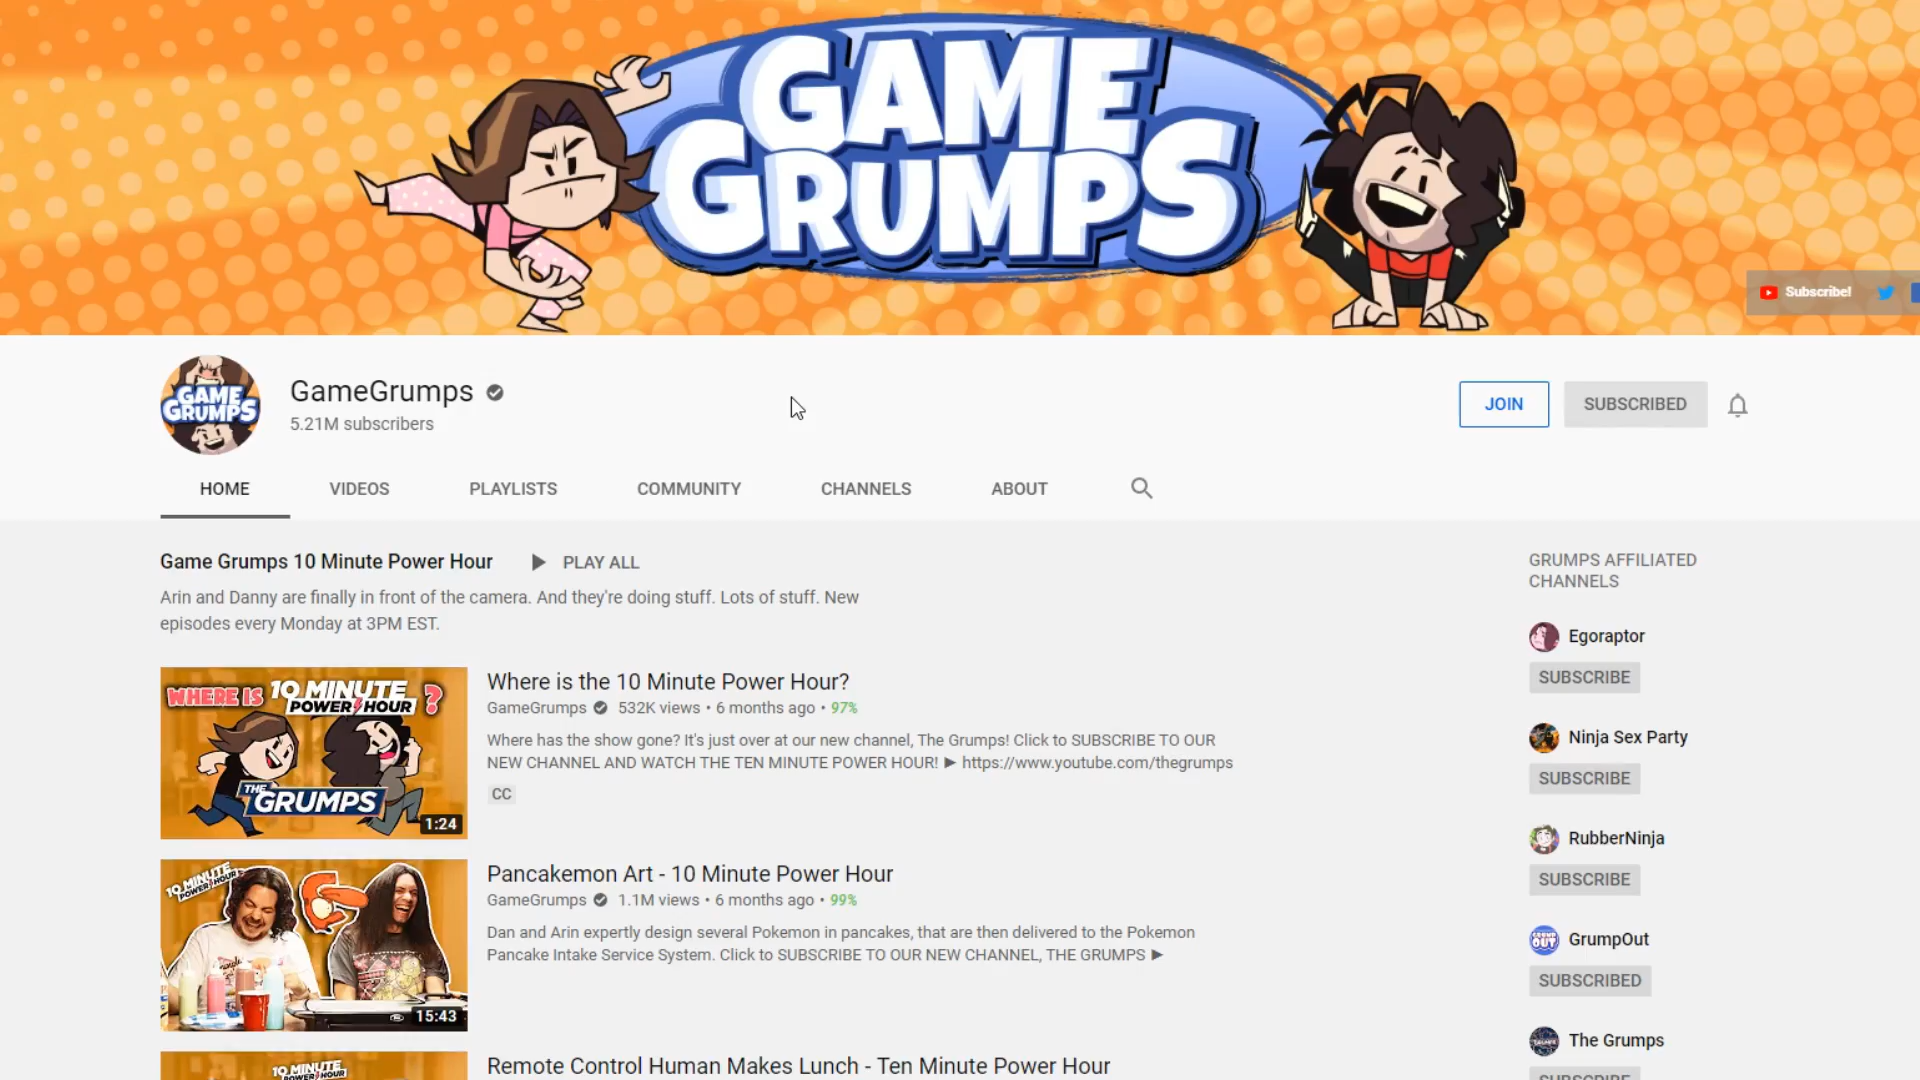 GAME
GRUMPS
Subscribe!
GAME
GRUMPS
GameGrumps
5.21M subscribers
JOIN
SUBSCRIBED
HOME
VIDEOS
PLAYLISTS
COMMUNITY
CHANNELS
ABOUT
Game Grumps 10 Minute Power Hour
PLAY ALL
Arin and Danny are finally in front of the camera. And they're doing stuff. Lots of stuff. New
episodes every Monday at 3PM EST.
WHERE IS 10 MINUTE ?
POWER HOUR
THE
GRUMPS
1:24
Where is the 10 Minute Power Hour?
GameGrumps 532K views • 6 months ago • 97%
Where has the show gone? It's just over at our new channel, The Grumps! Click to SUBSCRIBE TO OUR
NEW CHANNEL AND WATCH THE TEN MINUTE POWER HOUR! ► https://www.youtube.com/thegrumps
CC
10 MINUTE
POWER HOUR
15:43
Pancakemon Art - 10 Minute Power Hour
GameGrumps 1.1M views • 6 months ago • 99%
Dan and Arin expertly design several Pokemon in pancakes, that are then delivered to the Pokemon
Pancake Intake Service System. Click to SUBSCRIBE TO OUR NEW CHANNEL, THE GRUMPS ►
10 MINUTE
POWER HOUR
Remote Control Human Makes Lunch - Ten Minute Power Hour
GRUMPS AFFILIATED
CHANNELS
Egoraptor
SUBSCRIBE
Ninja Sex Party
SUBSCRIBE
RubberNinja
SUBSCRIBE
GRUMP
OUT
GrumpOut
SUBSCRIBED
The Grumps